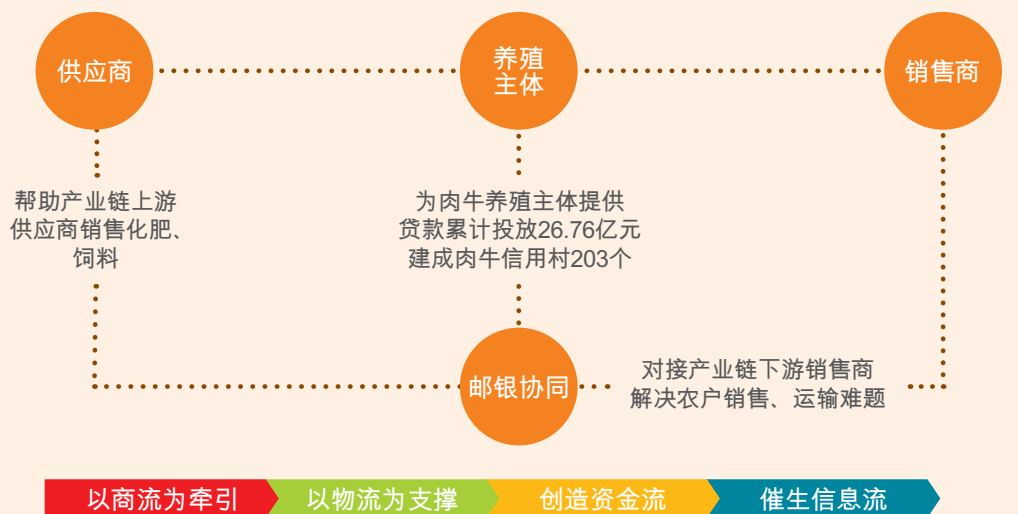 供应商
养殖
主体
销售商
帮助产业链上游
供应商销售化肥、
饲料
为肉牛养殖主体提供
贷款累计投放26.76亿元
建成肉牛信用村203个
邮银协同
对接产业链下游销售商
解决农户销售、运输难题
以商流为牵引
以物流为支撑
创造资金流
催生信息流